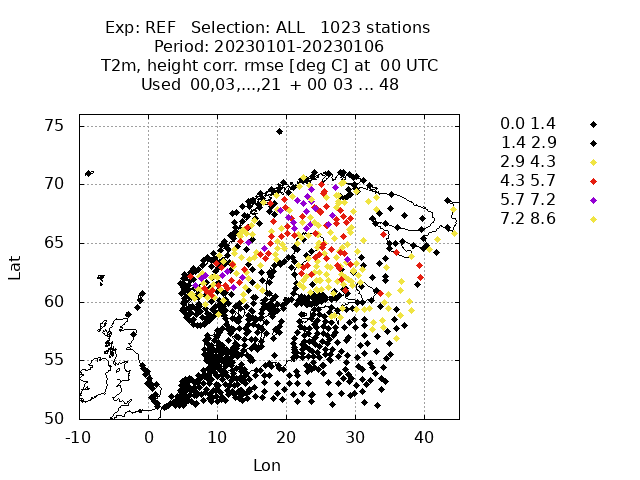 Exp: REF   Selection: ALL   1023 stations
Period: 20230101-20230106
T2m, height corr. rmse [deg C] at  00 UTC
Used  00,03,...,21  + 00 03 ... 48
75
70
65
60
55
50
Lat
-10 0 10 20 30 40
Lon
0.0 1.4
1.4 2.9
2.9 4.3
4.3 5.7
5.7 7.2
7.2 8.6